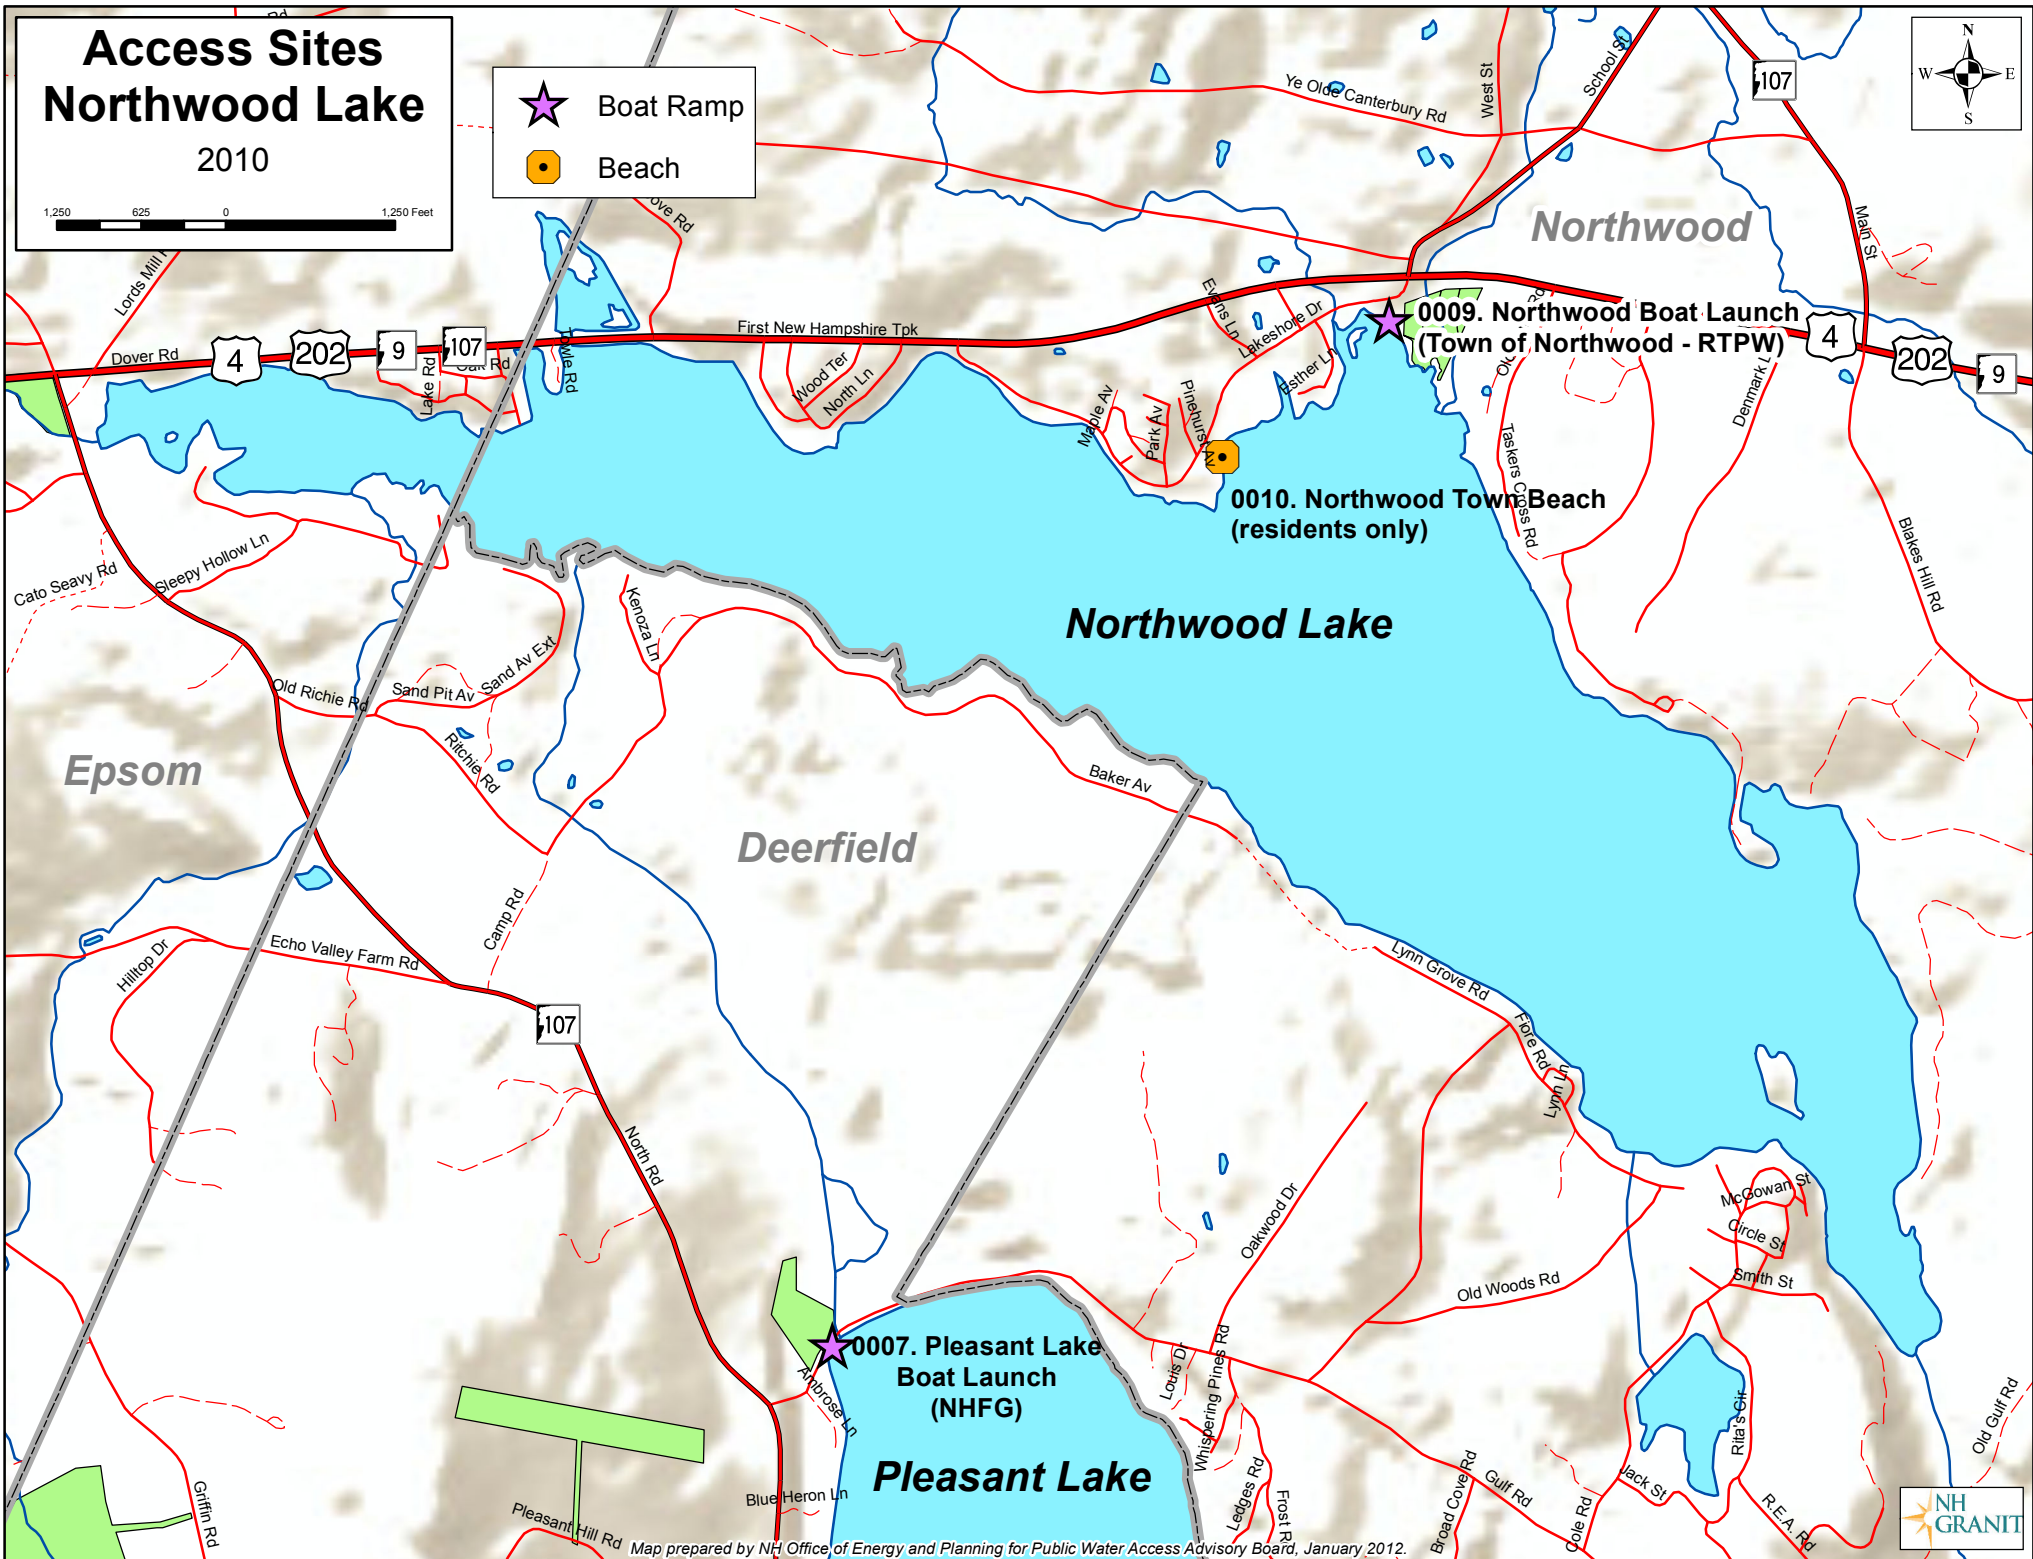 Access Sites
Northwood Lake
2010
1,250 625 0 1,250 Feet
Boat Ramp
Beach
N
W E
S
Rd
ove Rd
Ye Olde Canterbury Rd
West St
School St
107
Main St
Northwood
Lords Mill
Dover Rd
4
202
9
107
Lake Rd
Oak Rd
Towle Rd
First New Hampshire Tpk
Wood Ter
North Ln
Evans Ln
Lakeshore Dr
Esther Ln
Maple Av
Park Av
Pinehurst Av
0009. Northwood Boat Launch
(Town of Northwood - RTPW)
4
202
9
Denmark L
Taskers Cross Rd
Blakes Hill Rd
0010. Northwood Town Beach
(residents only)
Northwood Lake
Cato Seavy Rd
Sleepy Hollow Ln
Kenoza Ln
Old Richie Rd
Sand Pit Av
Sand Av Ext
Ritchie Rd
Epsom
Deerfield
Baker Av
Camp Rd
Hilltop Dr
Echo Valley Farm Rd
107
North Rd
Lynn Grove Rd
Fiore Rd
Lynn Ln
Oakwood Dr
McGowan St
Circle St
Smith St
Old Woods Rd
0007. Pleasant Lake
Boat Launch
(NHFG)
Ambrose Ln
Louis Dr
Whispering Pines Rd
Pleasant Lake
Blue Heron Ln
Pleasant Hill Rd
Griffin Rd
Ledges Rd
Frost R
Broad Cove Rd
Gulf Rd
Cole Rd
Jack St
Rita's Cir
R.E.A. Rd
Old Gulf Rd
NH
GRANIT
Map prepared by NH Office of Energy and Planning for Public Water Access Advisory Board, January 2012.